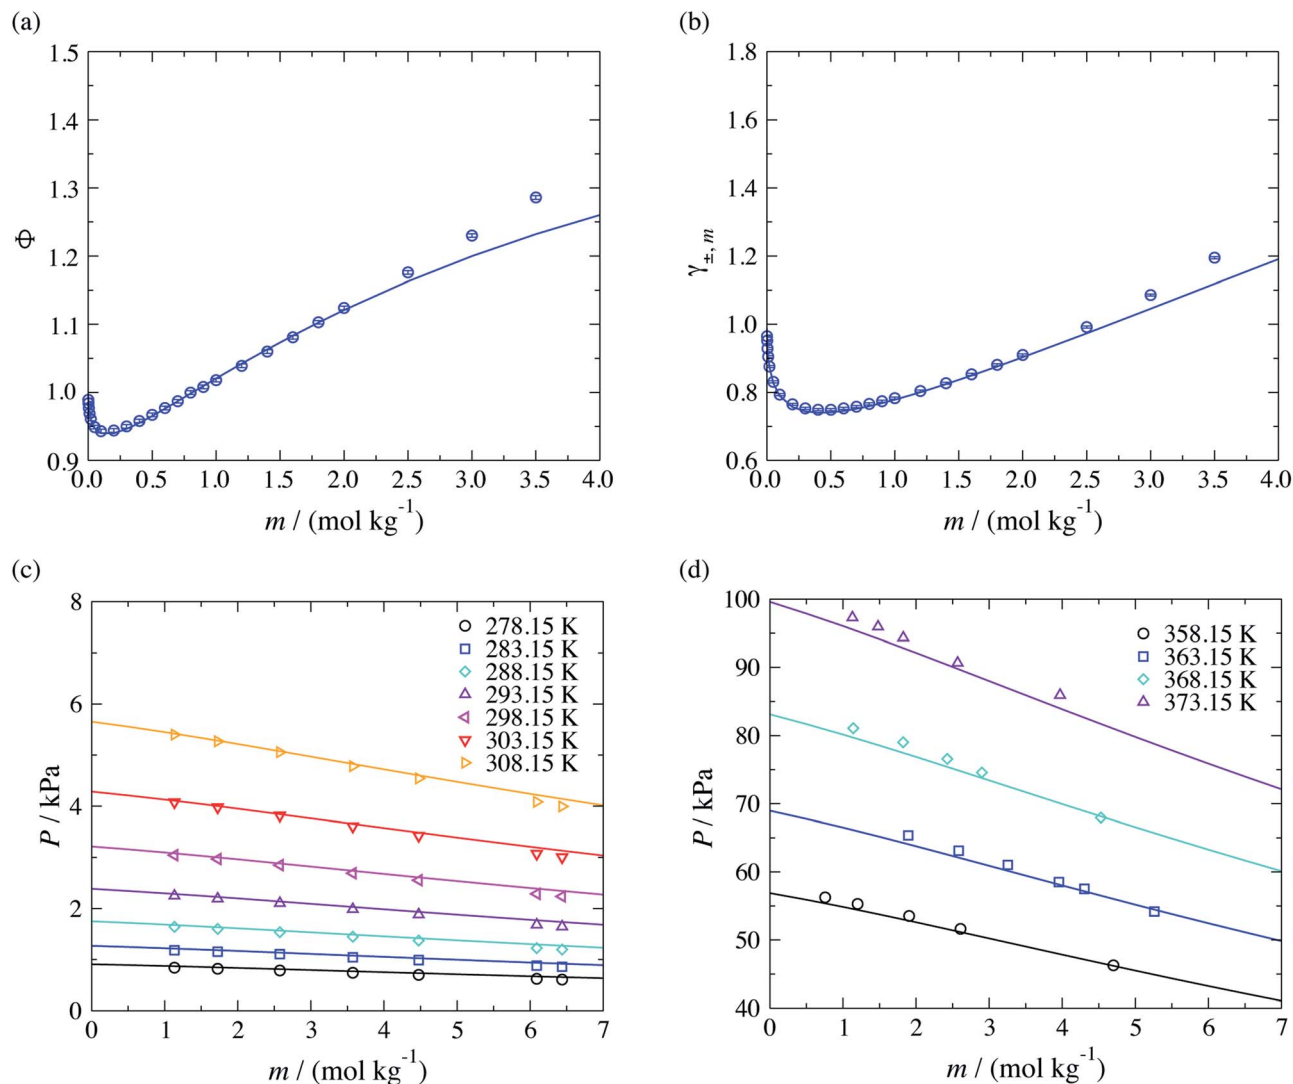 (a)
1.5
1.4
1.3
1.2
1.1
1.0
0.9
Φ
0.0 0.5 1.0 1.5 2.0 2.5 3.0 3.5 4.0
m / (mol kg⁻¹)
(b)
1.8
1.6
1.4
1.2
1.0
0.8
0.6
γ±, m
0.0 0.5 1.0 1.5 2.0 2.5 3.0 3.5 4.0
m / (mol kg⁻¹)
(c)
8
6
4
2
0
P / kPa
278.15 K
283.15 K
288.15 K
293.15 K
298.15 K
303.15 K
308.15 K
0 1 2 3 4 5 6 7
m / (mol kg⁻¹)
(d)
100
90
80
70
60
50
40
P / kPa
358.15 K
363.15 K
368.15 K
373.15 K
0 1 2 3 4 5 6 7
m / (mol kg⁻¹)